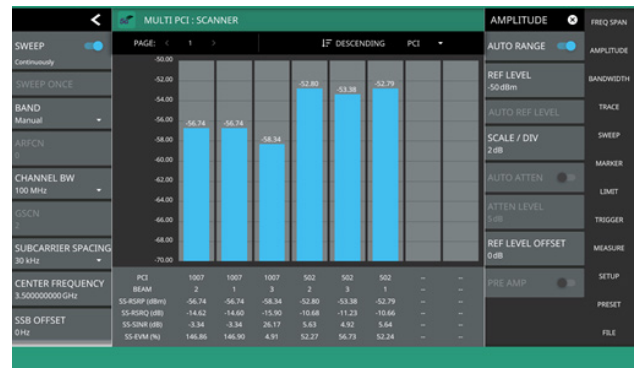 MULTI PCI : SCANNER
PAGE: < 1 > DESCENDING PCI
SWEEP
Continuously
SWEEP ONCE
BAND
Manual
ARFCN
0
CHANNEL BW
100 MHz
GSCN
2
SUBCARRIER SPACING
30 kHz
CENTER FREQUENCY
3.500000000 GHz
SSB OFFSET
0 Hz
-50.00
-52.00
-54.00
-56.00
-58.00
-60.00
-62.00
-64.00
-66.00
-68.00
-70.00
-56.74 -56.74 -58.34 -52.80 -53.38 -52.79
PCI 1007 1007 1007 502 502 502 -- --
BEAM 2 1 3 2 3 1 -- --
SS-RSRP (dBm) -56.74 -56.74 -58.34 -52.80 -53.38 -52.79 -- --
SS-RSRQ (dB) -14.62 -14.60 -15.90 -10.68 -11.23 -10.66 -- --
SS-SINR (dB) -3.34 -3.34 26.17 5.63 4.92 5.64 -- --
SS-EVM (%) 146.86 146.90 4.91 52.27 56.73 52.24 -- --
AMPLITUDE
AUTO RANGE
REF LEVEL
-50 dBm
AUTO REF LEVEL
SCALE / DIV
2 dB
AUTO ATTEN
ATTEN LEVEL
5 dB
REF LEVEL OFFSET
0 dB
PRE AMP
FREQ SPAN
AMPLITUDE
BANDWIDTH
TRACE
SWEEP
MARKER
LIMIT
TRIGGER
MEASURE
SETUP
PRESET
FILE